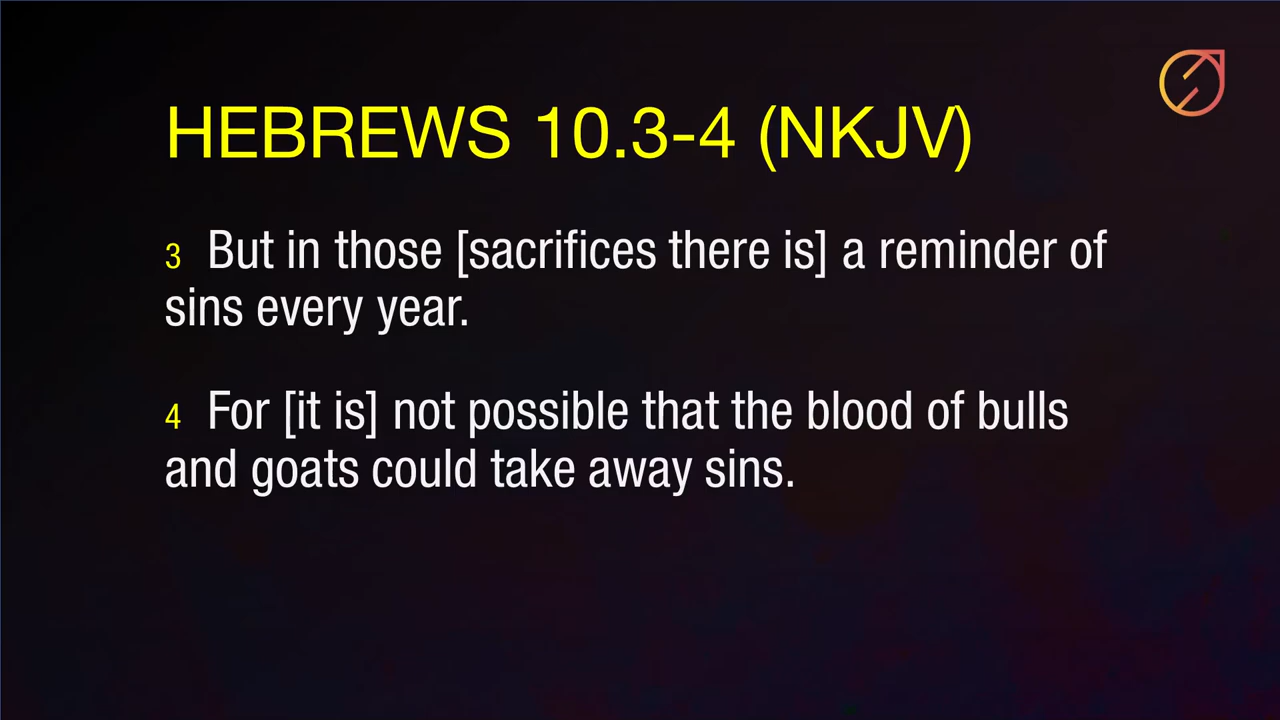 HEBREWS 10.3-4 (NKJV)
3 But in those [sacrifices there is] a reminder of
sins every year.
4 For [it is] not possible that the blood of bulls
and goats could take away sins.